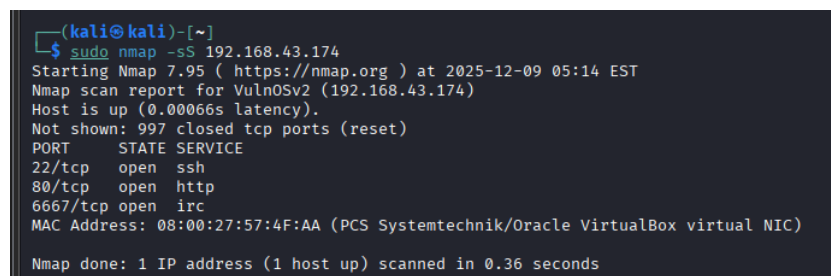 ┌──(kali㉿kali)-[~]
└─$ sudo nmap -sS 192.168.43.174
Starting Nmap 7.95 ( https://nmap.org ) at 2025-12-09 05:14 EST
Nmap scan report for VulnOSv2 (192.168.43.174)
Host is up (0.00066s latency).
Not shown: 997 closed tcp ports (reset)
PORT     STATE SERVICE
22/tcp   open  ssh
80/tcp   open  http
6667/tcp open  irc
MAC Address: 08:00:27:57:4F:AA (PCS Systemtechnik/Oracle VirtualBox virtual NIC)

Nmap done: 1 IP address (1 host up) scanned in 0.36 seconds